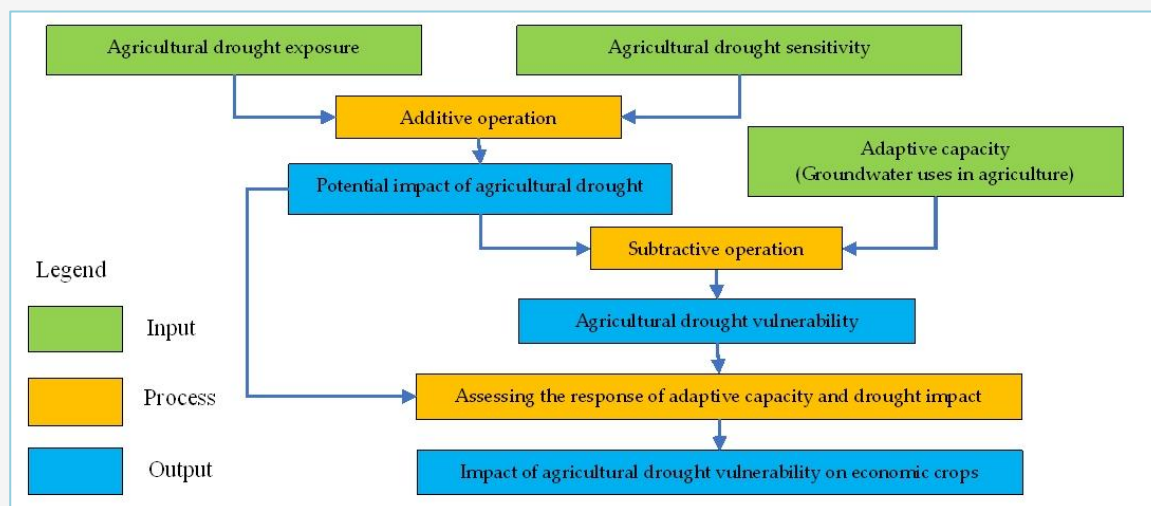 Agricultural drought exposure
Agricultural drought sensitivity
Additive operation
Adaptive capacity
(Groundwater uses in agriculture)
Potential impact of agricultural drought
Subtractive operation
Legend
Input
Process
Output
Agricultural drought vulnerability
Assessing the response of adaptive capacity and drought impact
Impact of agricultural drought vulnerability on economic crops